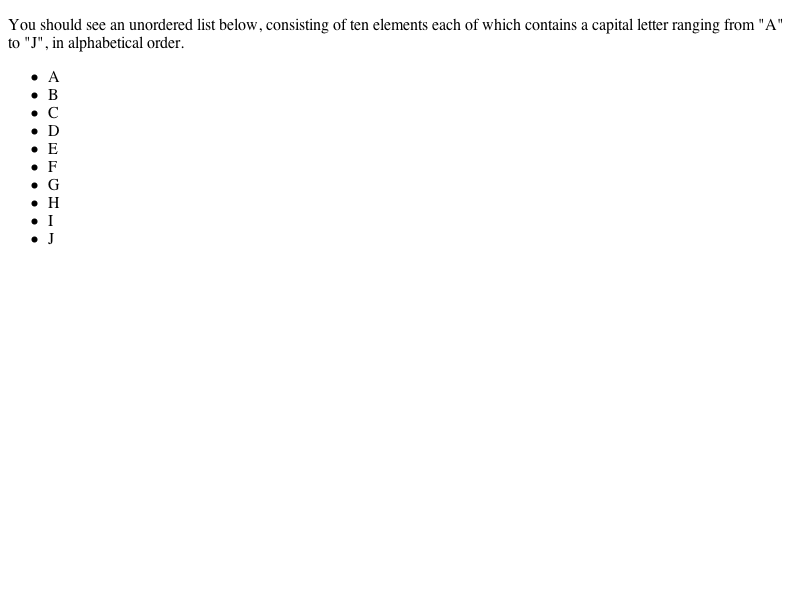 You should see an unordered list below, consisting of ten elements each of which contains a capital letter ranging from "A"
to "J", in alphabetical order.
• A
• B
• C
• D
• E
• F
• G
• H
• I
• J